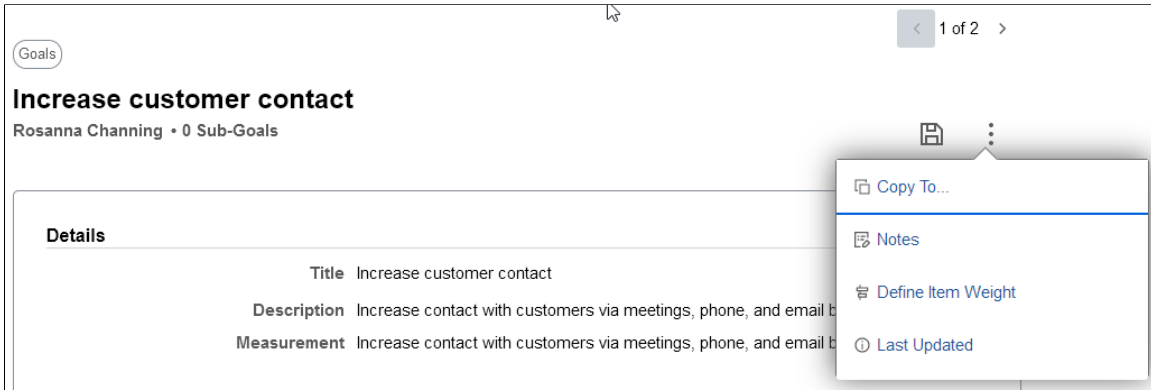 1 of 2
Goals
Increase customer contact
Rosanna Channing • 0 Sub-Goals
Copy To...
Notes
Define Item Weight
Last Updated
Details
Title Increase customer contact
Description Increase contact with customers via meetings, phone, and email
Measurement Increase contact with customers via meetings, phone, and email